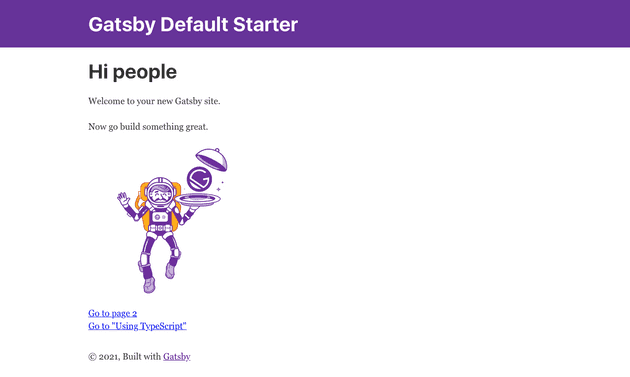 Gatsby Default Starter
Hi people
Welcome to your new Gatsby site.
Now go build something great.
Go to page 2
Go to "Using TypeScript"
© 2021, Built with Gatsby